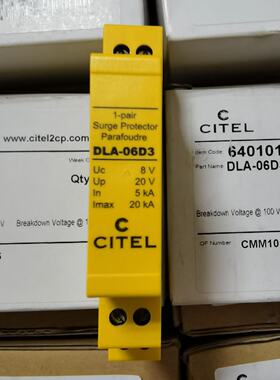 1-pair
Surge Protector
Parafoudre
DLA-06D3
Uc 8 V
Up 20 V
In 5 kA
Imax 20 kA
C
CITEL
www.citel2cp.com
Week C
Qty
Breakdown Voltage @
C
CITEL
Item Code 640101
Part Name DLA-06D
Breakdown Voltage @ 100 V
OF Number CMM10